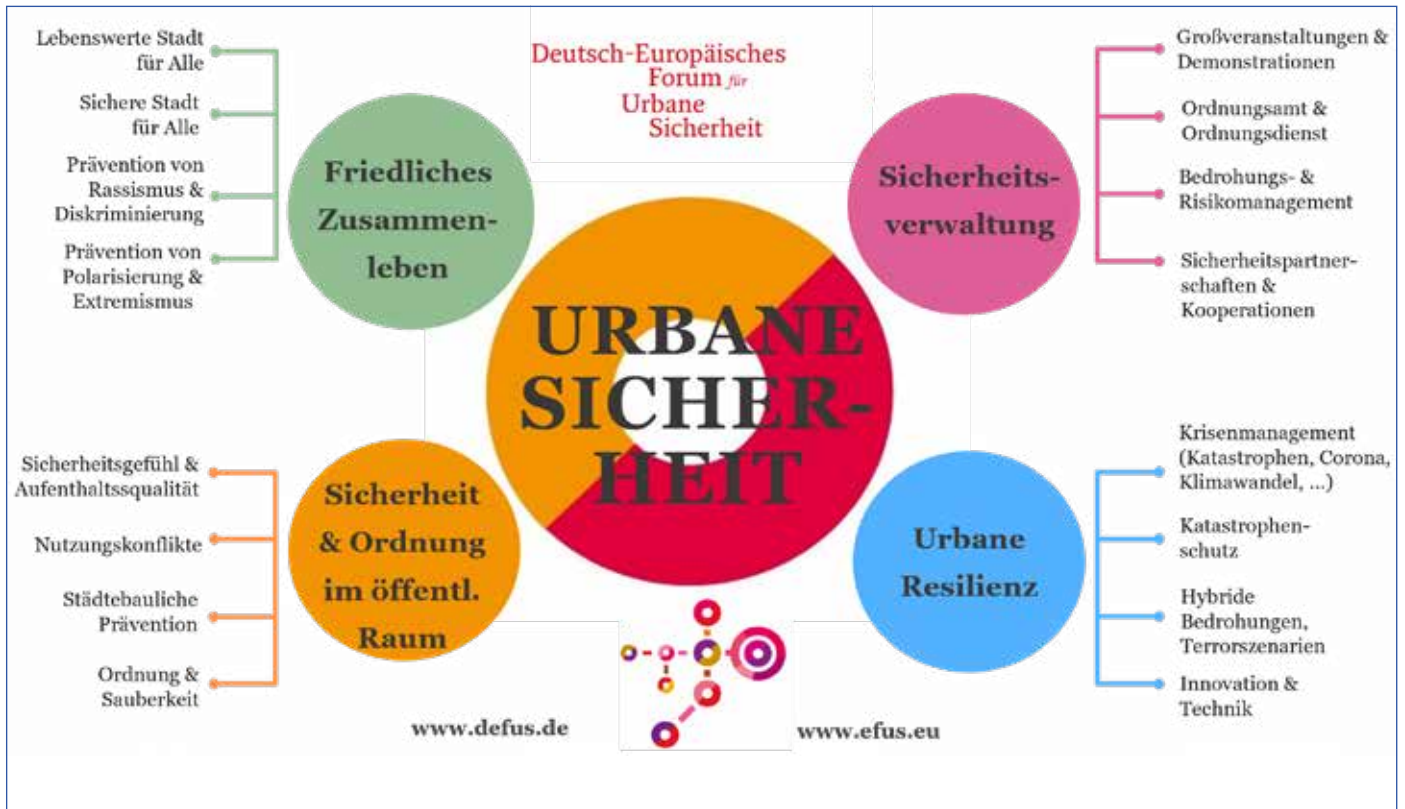 Lebenswerte Stadt
für Alle
Sichere Stadt
für Alle
Prävention von
Rassismus &
Diskriminierung
Prävention von
Polarisierung &
Extremismus
Friedliches
Zusammen-
leben
Deutsch-Europäisches
Forum für
Urbane
Sicherheit
Sicherheits-
verwaltung
Großveranstaltungen &
Demonstrationen
Ordnungsamt &
Ordnungsdienst
Bedrohungs- &
Risikomanagement
Sicherheitspartner-
schaften &
Kooperationen
URBANE
SICHER-
HEIT
Sicherheitsgefühl &
Aufenthaltssqualität
Nutzungskonflikte
Städtebauliche
Prävention
Ordnung &
Sauberkeit
Sicherheit
& Ordnung
im öffentl.
Raum
Urbane
Resilienz
Krisenmanagement
(Katastrophen, Corona,
Klimawandel, ...)
Katastrophen-
schutz
Hybride
Bedrohungen,
Terrorszenarien
Innovation &
Technik
www.defus.de
www.efus.eu